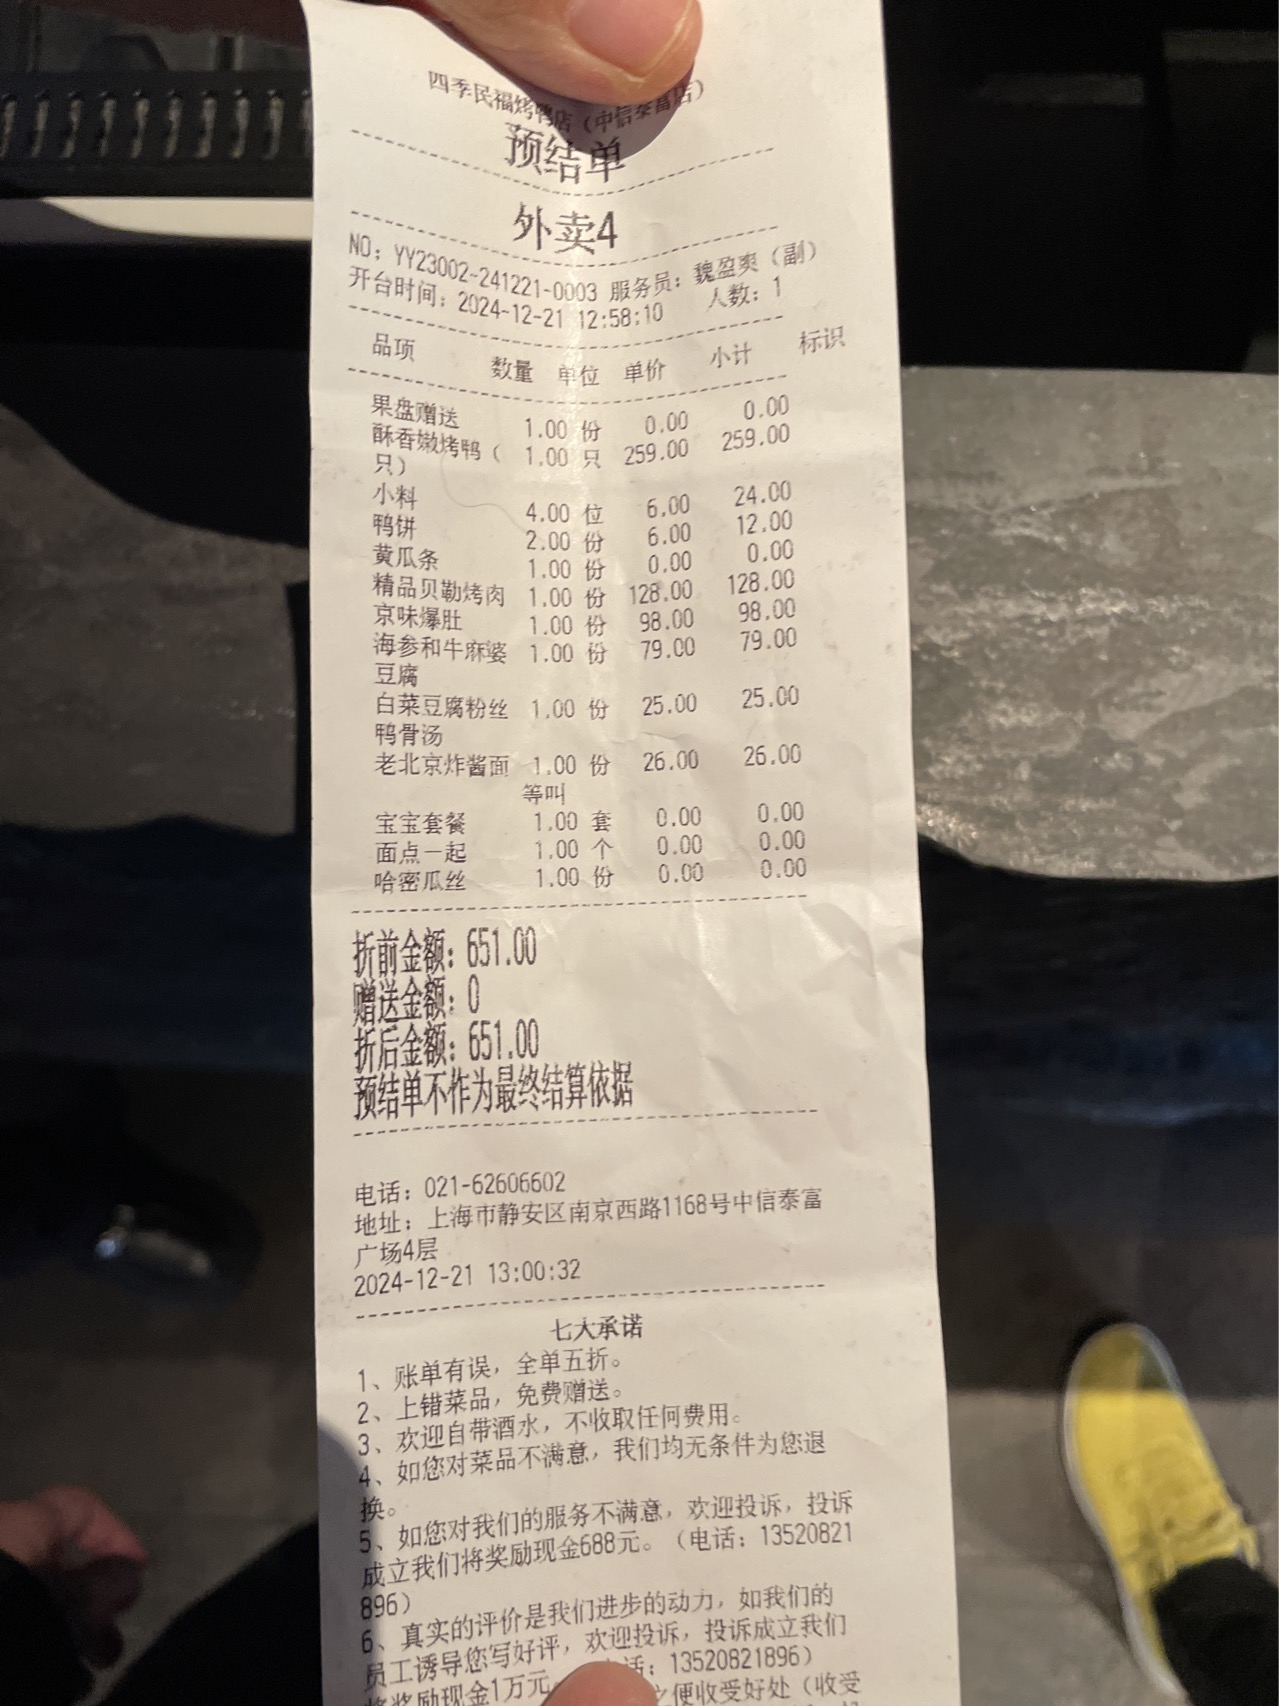 四季民福烤鸭店（中信泰富店）
预结单
外卖4
NO：YY23002-241221-0003 服务员：魏盈爽（副）
开台时间：2024-12-21 12:58:10 人数：1
品项 数量 单位 单价 小计 标识
果盘赠送 1.00 份 0.00 0.00
酥香嫩烤鸭（ 1.00 只 259.00 259.00
只）
小料 4.00 位 6.00 24.00
鸭饼 2.00 份 6.00 12.00
黄瓜条 1.00 份 0.00 0.00
精品贝勒烤肉 1.00 份 128.00 128.00
京味爆肚 1.00 份 98.00 98.00
海参和牛麻婆 1.00 份 79.00 79.00
豆腐
白菜豆腐粉丝 1.00 份 25.00 25.00
鸭骨汤
老北京炸酱面 1.00 份 26.00 26.00
等叫
宝宝套餐 1.00 套 0.00 0.00
面点一起 1.00 个 0.00 0.00
哈密瓜丝 1.00 份 0.00 0.00
折前金额：651.00
赠送金额：0
折后金额：651.00
预结单不作为最终结算依据
电话：021-62606602
地址：上海市静安区南京西路1168号中信泰富
广场4层
2024-12-21 13:00:32
七大承诺
1、账单有误，全单五折。
2、上错菜品，免费赠送。
3、欢迎自带酒水，不收取任何费用。
4、如您对菜品不满意，我们均无条件为您退
换。
5、如您对我们的服务不满意，欢迎投诉，投诉
成立我们将奖励现金688元。（电话：13520821
896）
6、真实的评价是我们进步的动力，如我们的
员工诱导您写好评，欢迎投诉，投诉成立我们
将奖励现金1万元 话：13520821896）
之便收受好处（收受